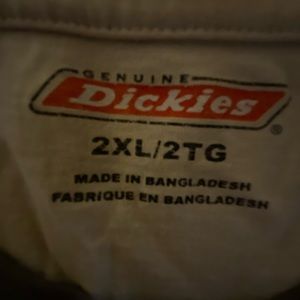 GENUINE
Dickies
®
2XL/2TG
MADE IN BANGLADESH
FABRIQUE EN BANGLADESH